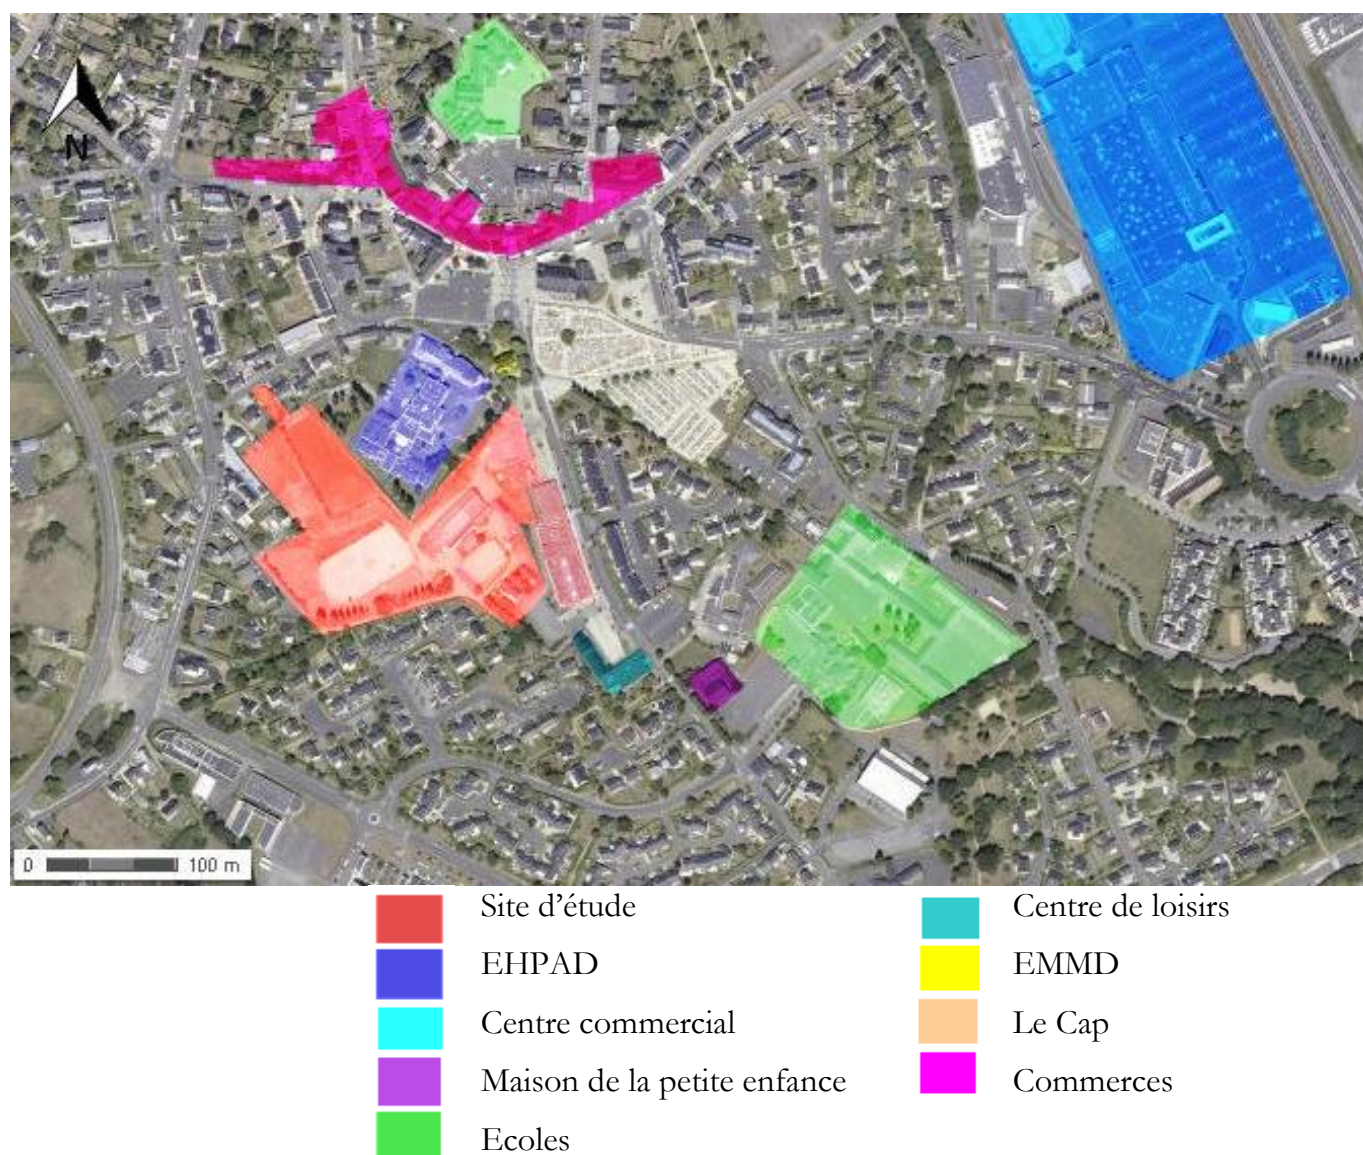 N
0 100 m
Site d’étude
EHPAD
Centre commercial
Maison de la petite enfance
Ecoles
Centre de loisirs
EMMD
Le Cap
Commerces